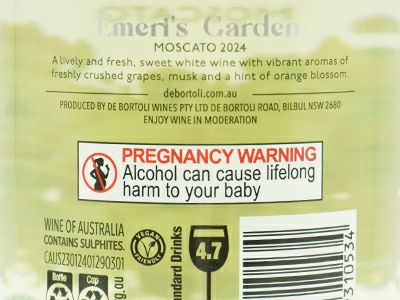 Emeri's Garden
MOSCATO 2024
A lively and fresh, sweet white wine with vibrant aromas of
freshly crushed grapes, musk and a hint of orange blossom.
debortoli.com.au
PRODUCED BY DE BORTOLI WINES PTY LTD DE BORTOLI ROAD, BILBUL NSW 2680
ENJOY WINE IN MODERATION
PREGNANCY WARNING
Alcohol can cause lifelong
harm to your baby
WINE OF AUSTRALIA
CONTAINS SULPHITES.
CAUS23012401290301
Bottle
Cap
VEGAN
FRIENDLY
Standard Drinks
4.7
310534